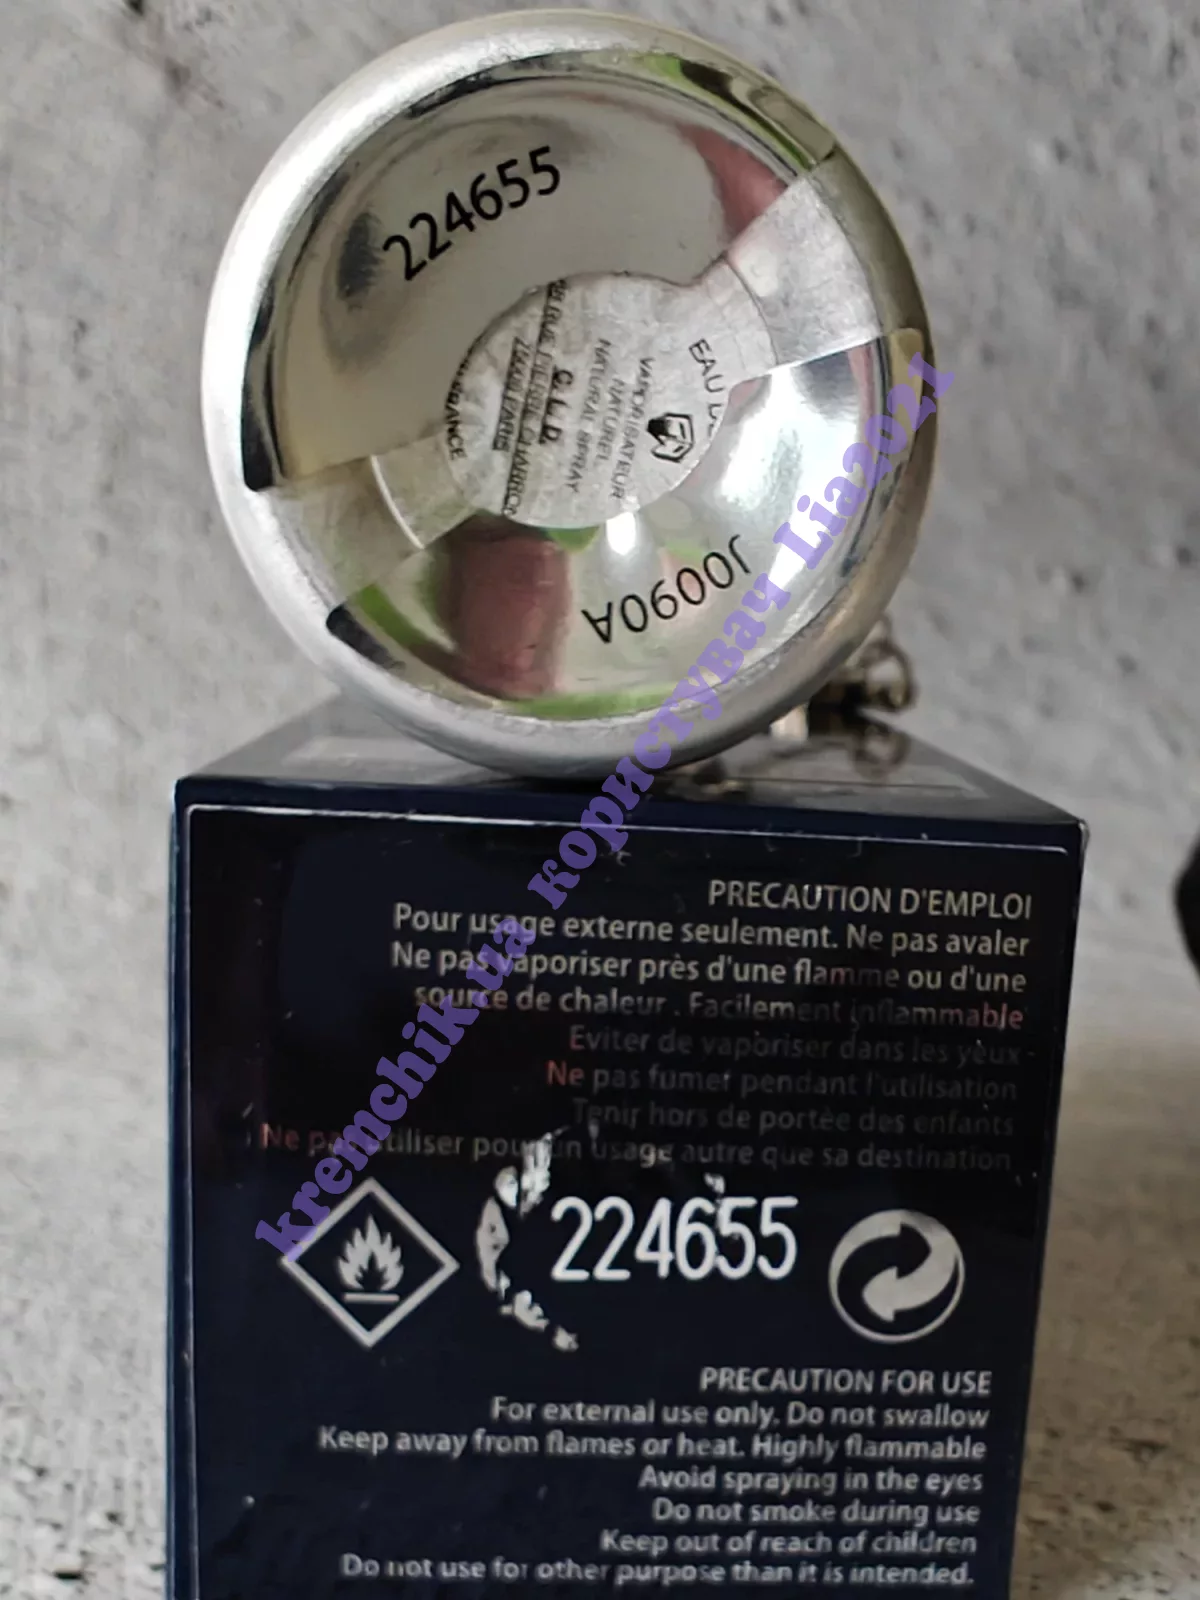 224655
EAU
VAPORISATEUR
NATUREL
NATURAL SPRAY
C.L.D.
75008 PARIS
FRANCE
J0090A
kremchik.ua користувач Lia2021
PRECAUTION D'EMPLOI
Pour usage externe seulement. Ne pas avaler
Ne pas vaporiser près d'une flamme ou d'une
source de chaleur . Facilement inflammable
Eviter de vaporiser dans les yeux -
Ne pas fumer pendant l'utilisation
Tenir hors de portée des enfants
Ne pas utiliser pour un usage autre que sa destination
224655
PRECAUTION FOR USE
For external use only. Do not swallow
Keep away from flames or heat. Highly flammable
Avoid spraying in the eyes
Do not smoke during use
Keep out of reach of children
Do not use for other purpose than it is intended.